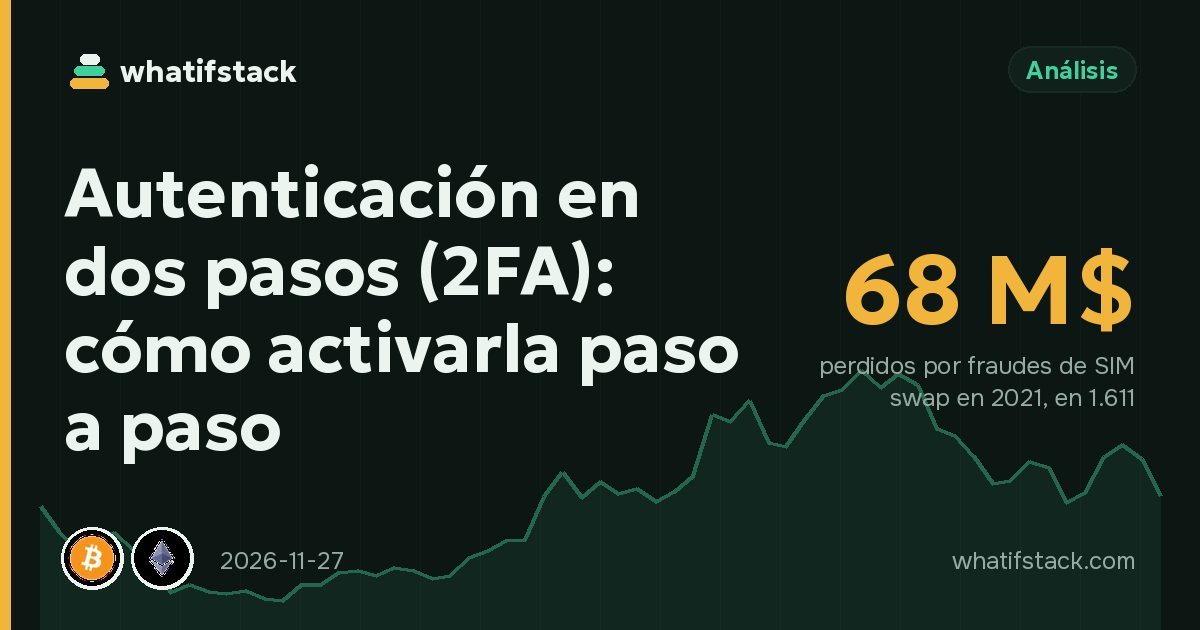 whatifstack
Análisis
Autenticación en
dos pasos (2FA):
cómo activarla paso
a paso
68 M$
perdidos por fraudes de SIM
swap en 2021, en 1.611
2026-11-27
whatifstack.com